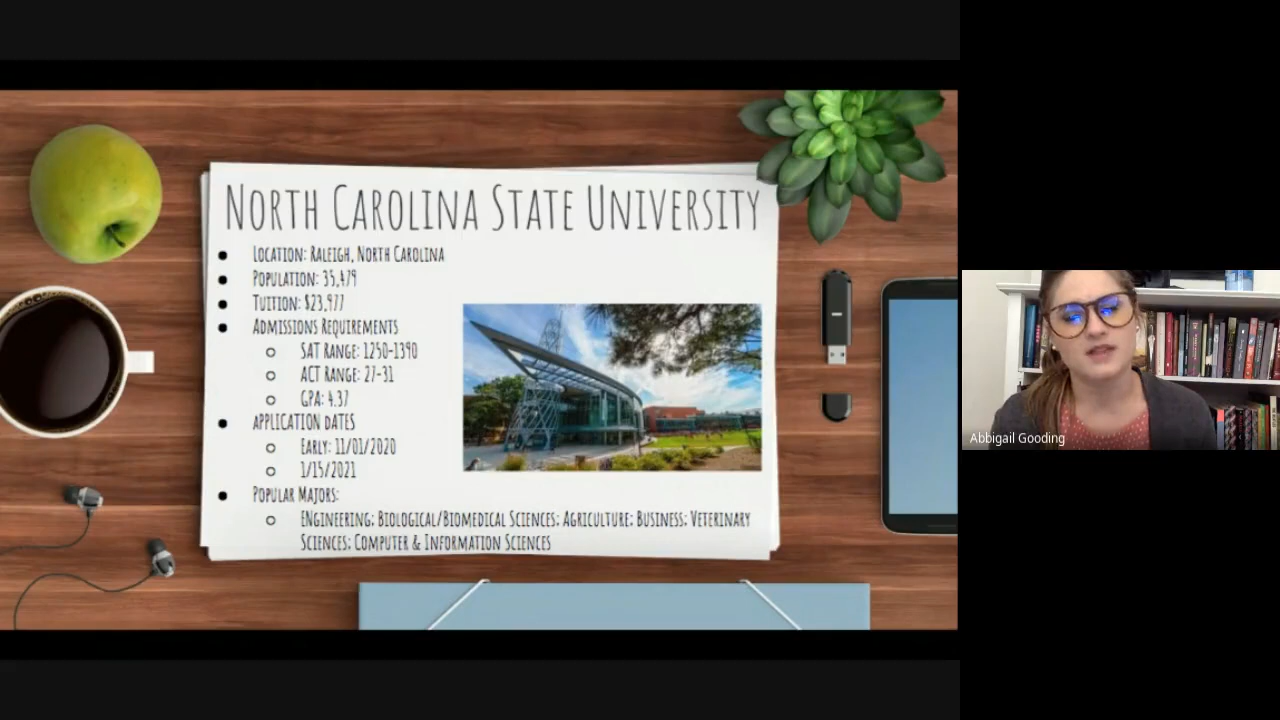 North Carolina State University
Location: Raleigh, North Carolina
Population: 35,479
Tuition: $23,977
Admissions Requirements
SAT Range: 1250-1390
ACT Range: 27-31
GPA: 4.37
Application dates
Early: 11/01/2020
1/15/2021
Popular Majors:
Engineering; Biological/Biomedical Sciences; Agriculture; Business; Veterinary
Sciences; Computer & Information Sciences
Abbigail Gooding